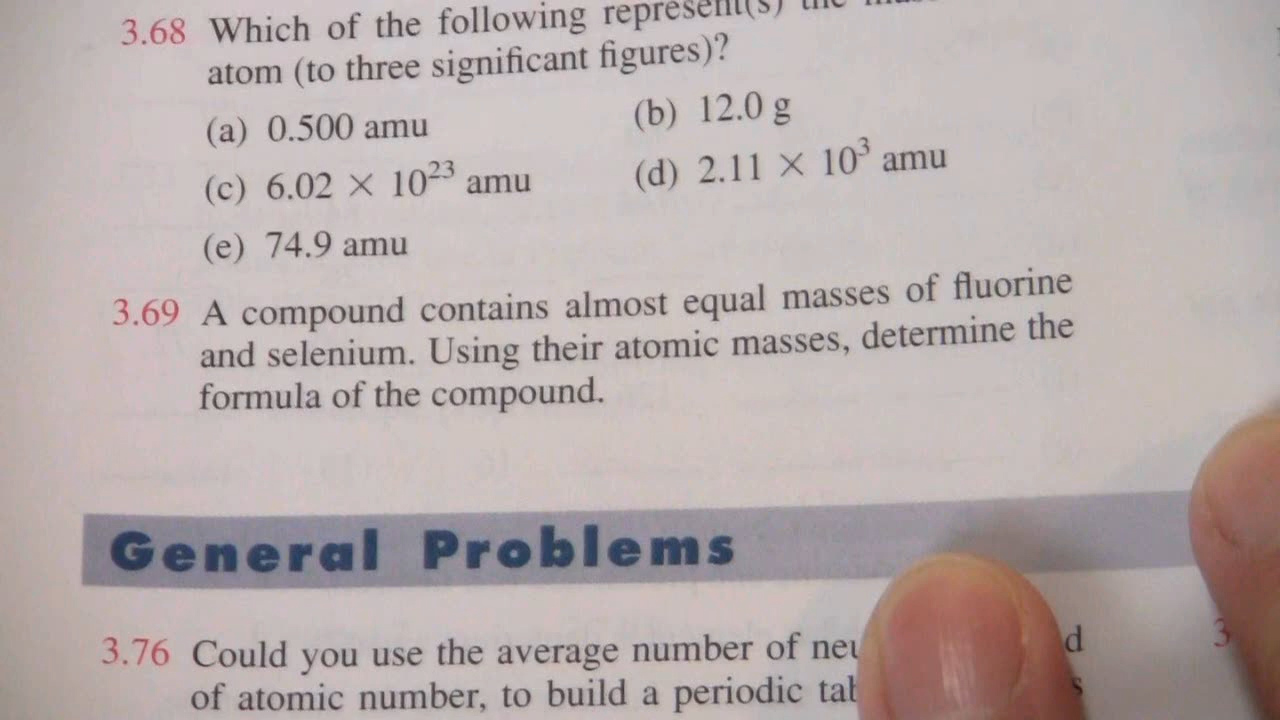 3.68 Which of the following represent(s) the
atom (to three significant figures)?
(a) 0.500 amu (b) 12.0 g
(c) 6.02 × 10²³ amu (d) 2.11 × 10³ amu
(e) 74.9 amu
3.69 A compound contains almost equal masses of fluorine
and selenium. Using their atomic masses, determine the
formula of the compound.
General Problems
3.76 Could you use the average number of
of atomic number, to build a periodic